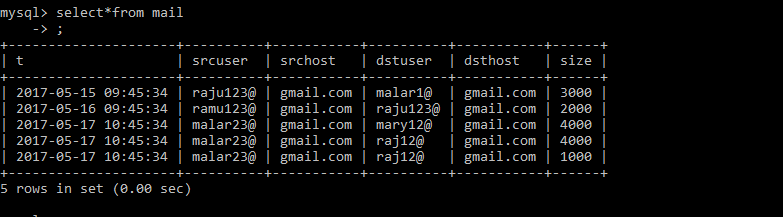 mysql> select*from mail
    -> ;
+---------------------+----------+-----------+----------+-----------+------+
| t                   | srcuser  | srchost   | dstuser  | dsthost   | size |
+---------------------+----------+-----------+----------+-----------+------+
| 2017-05-15 09:45:34 | raju123@ | gmail.com | malar1@  | gmail.com | 3000 |
| 2017-05-16 09:45:34 | ramu123@ | gmail.com | raju123@ | gmail.com | 2000 |
| 2017-05-17 10:45:34 | malar23@ | gmail.com | mary12@  | gmail.com | 4000 |
| 2017-05-17 10:45:34 | malar23@ | gmail.com | raj12@   | gmail.com | 4000 |
| 2017-05-17 10:45:34 | malar23@ | gmail.com | raj12@   | gmail.com | 1000 |
+---------------------+----------+-----------+----------+-----------+------+
5 rows in set (0.00 sec)